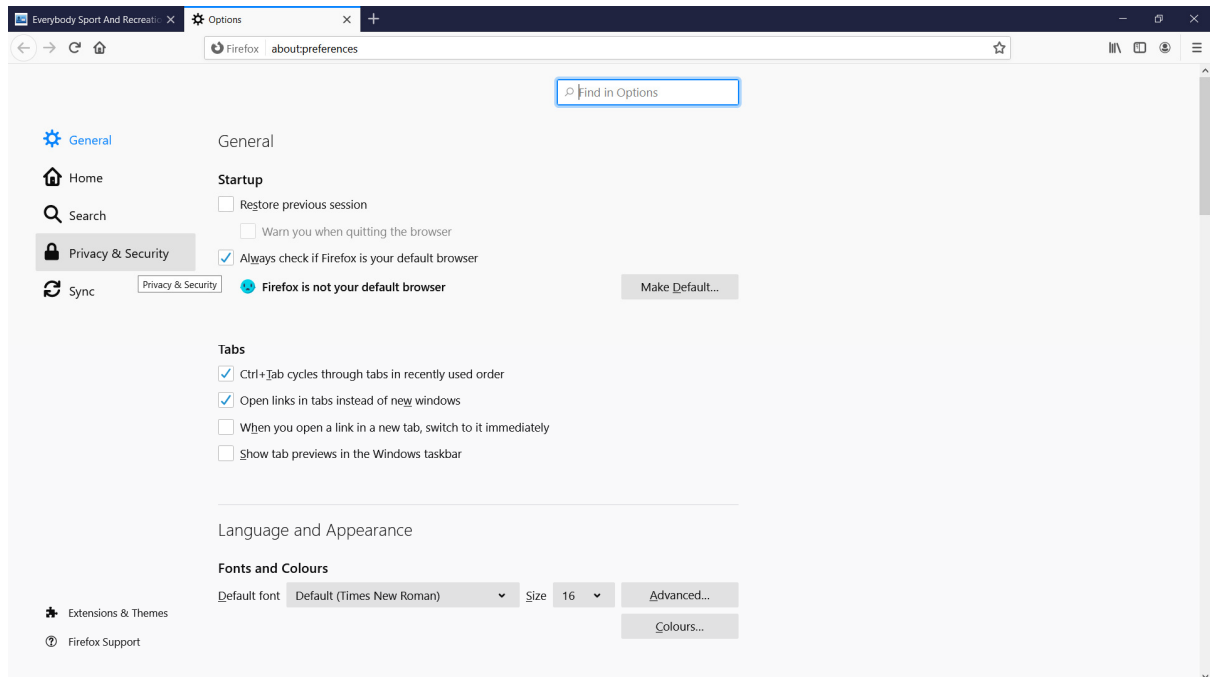 Everybody Sport And Recreatio
Options
Firefox about:preferences
Find in Options
General
Home
Search
Privacy & Security
Privacy & Security
Sync
Extensions & Themes
Firefox Support
General
Startup
Restore previous session
Warn you when quitting the browser
Always check if Firefox is your default browser
Firefox is not your default browser
Make Default...
Tabs
Ctrl+Tab cycles through tabs in recently used order
Open links in tabs instead of new windows
When you open a link in a new tab, switch to it immediately
Show tab previews in the Windows taskbar
Language and Appearance
Fonts and Colours
Default font Default (Times New Roman) Size 16 Advanced...
Colours...